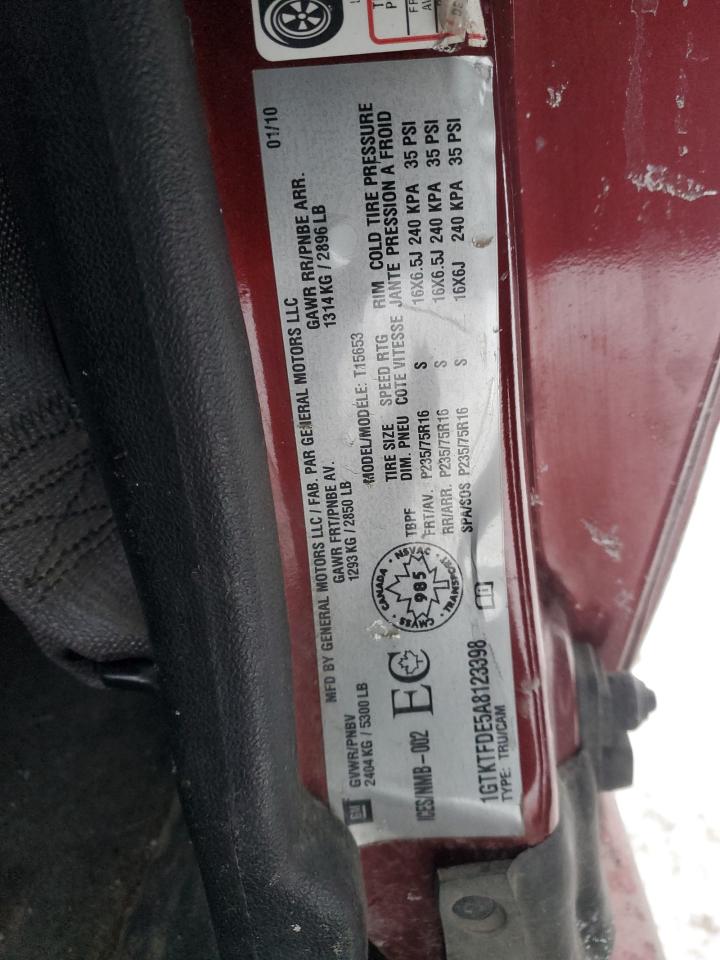 MFD BY GENERAL MOTORS LLC / FAB. PAR GENERAL MOTORS LLC
01/10
GM
GVWR/PNBV
2404 KG / 5300 LB
GAWR FRT/PNBE AV.
1293 KG / 2850 LB
GAWR RR/PNBE ARR.
1314 KG / 2896 LB
ICES/NMB-002
MODEL/MODÈLE: T15653
EC
CANADA · NSVAC · TRANSPORT · CMVSS
985
TBPF
TIRE SIZE SPEED RTG RIM COLD TIRE PRESSURE
DIM. PNEU COTE VITESSE JANTE PRESSION A FROID
FRT/AV. P235/75R16 S 16X6.5J 240 KPA 35 PSI
RR/ARR. P235/75R16 S 16X6.5J 240 KPA 35 PSI
SPA/SOS P235/75R16 S 16X6J 240 KPA 35 PSI
1GTKTFDE5A8123398
TYPE: TRU/CAM